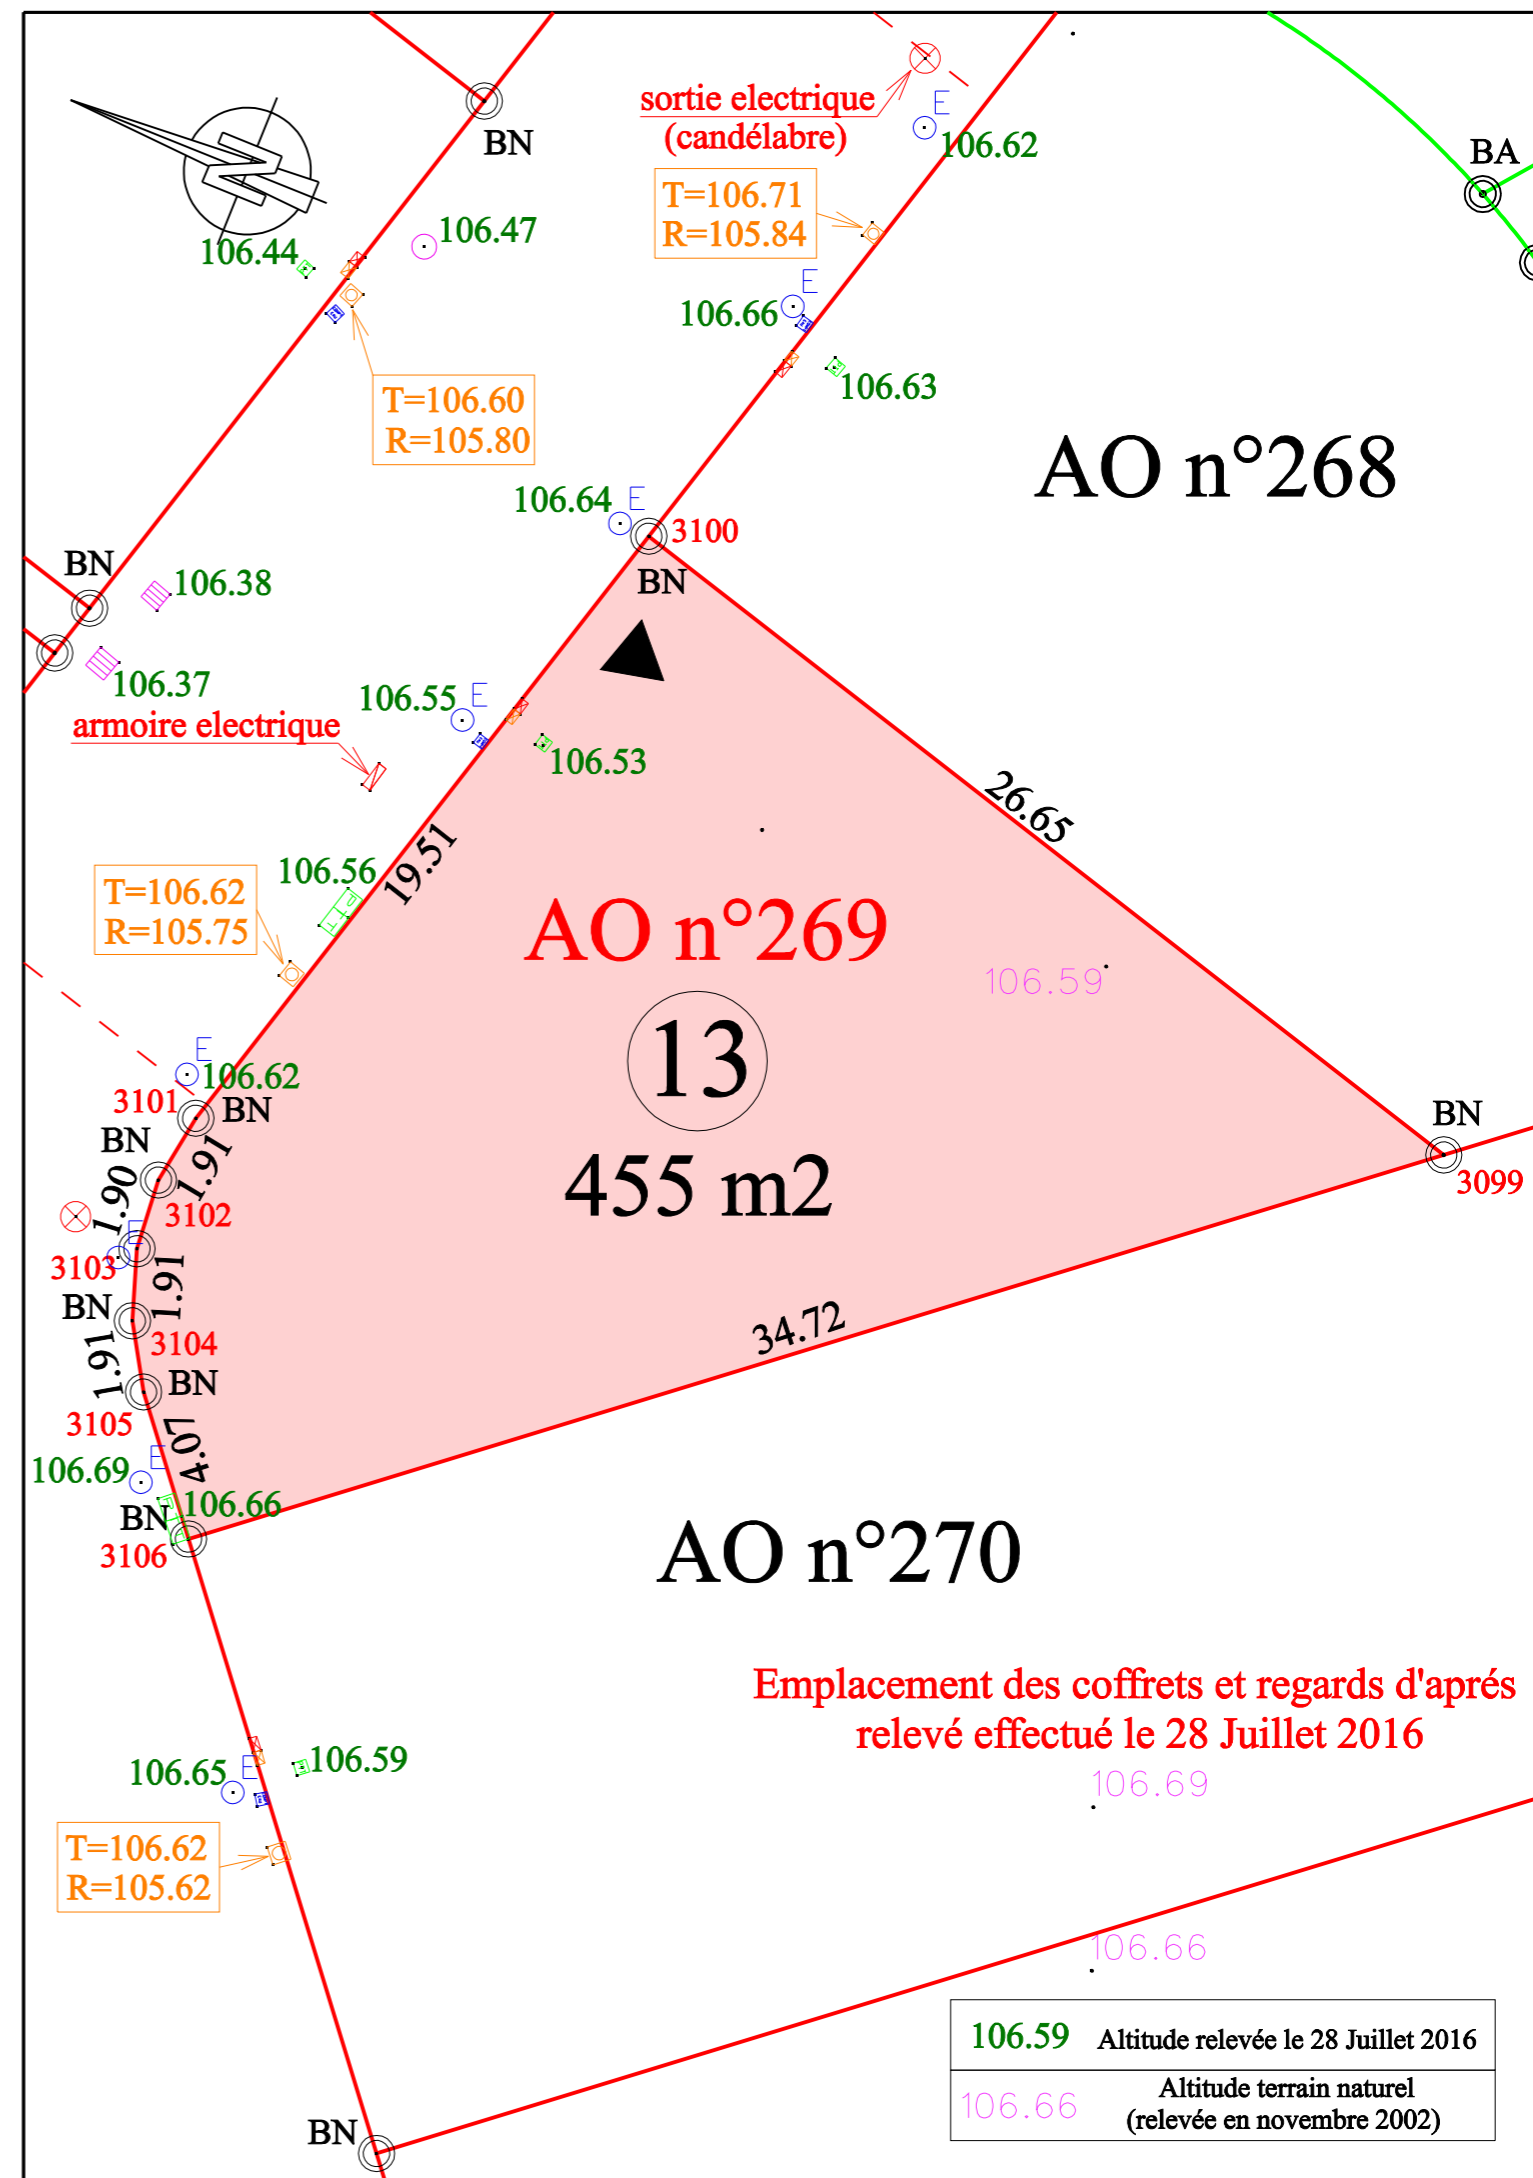 sortie electrique
(candélabre)
E
106.62
BN
BA
T=106.71
R=105.84
106.44
106.47
E
106.66
106.63
T=106.60
R=105.80
AO n°268
106.64
E
3100
BN
BN
106.38
106.37
armoire electrique
106.55
E
106.53
26.65
19.51
106.56
PTT
T=106.62
R=105.75
AO n°269
106.59
13
455 m2
E
106.62
3101
BN
BN
1.91
1.90
3102
E
3103
1.91
BN
3104
1.91
BN
3105
4.07
E
106.69
106.66
BN
3106
BN
3099
34.72
AO n°270
Emplacement des coffrets et regards d'aprés
relevé effectué le 28 Juillet 2016
106.69
106.65
E
106.59
T=106.62
R=105.62
106.66
106.59 Altitude relevée le 28 Juillet 2016
106.66 Altitude terrain naturel
(relevée en novembre 2002)
BN